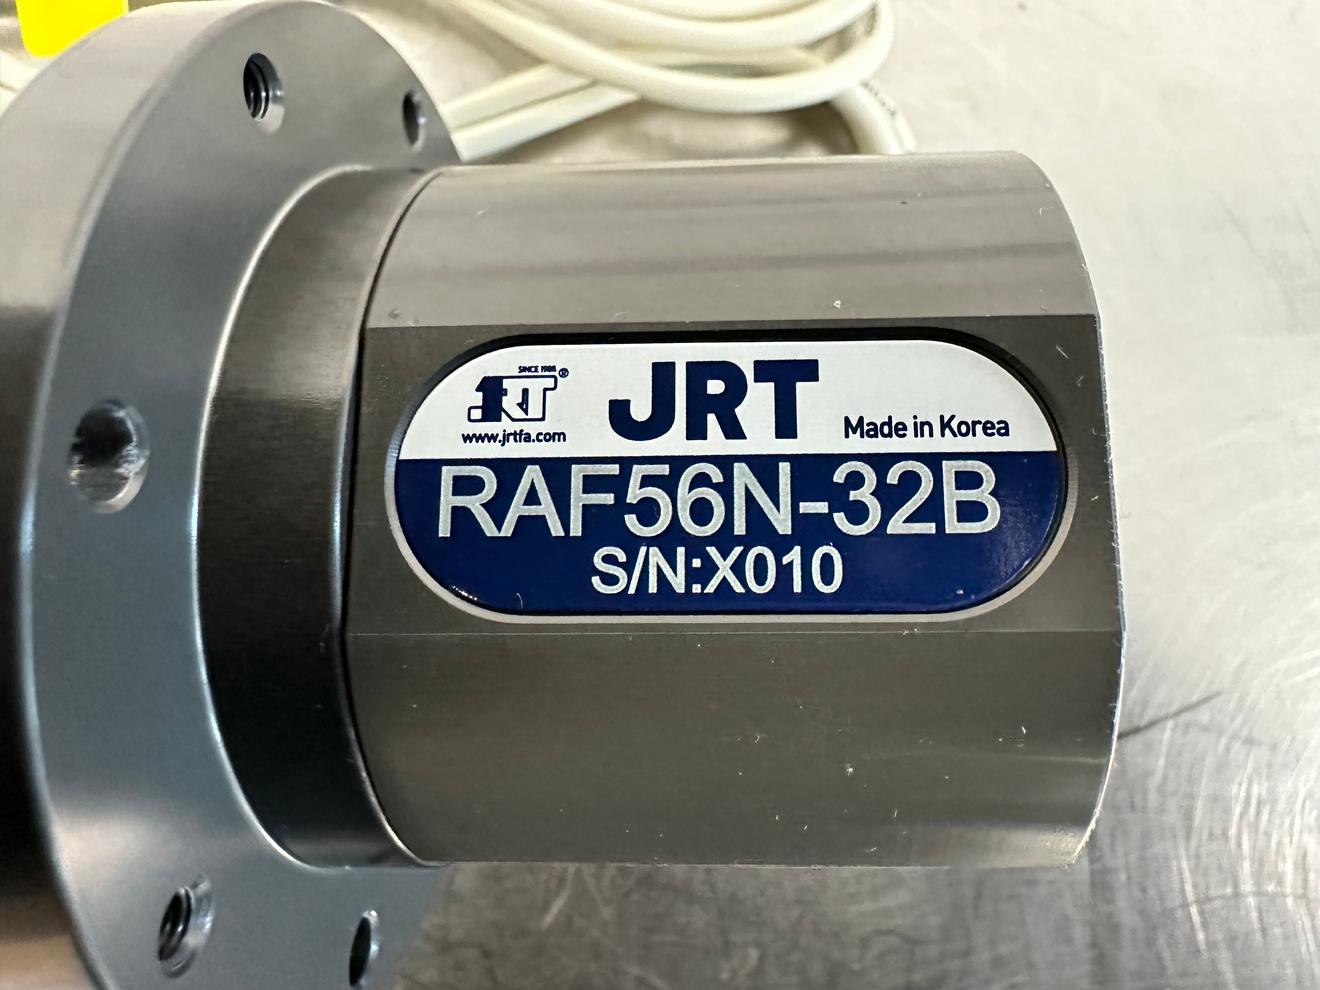 SINCE 1988
JRT®
www.jrtfa.com
JRT
Made in Korea
RAF56N-32B
S/N:X010